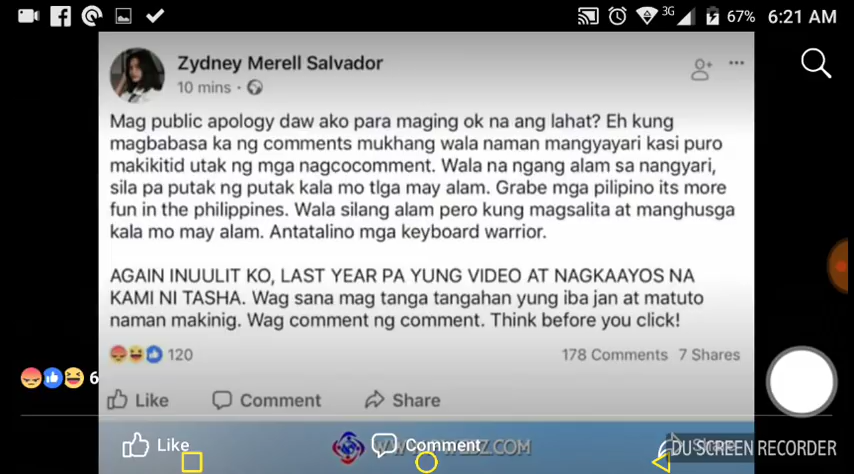 3G 67% 6:21 AM
Zydney Merell Salvador
10 mins
Mag public apology daw ako para maging ok na ang lahat? Eh kung
magbabasa ka ng comments mukhang wala naman mangyayari kasi puro
makikitid utak ng mga nagcocomment. Wala na ngang alam sa nangyari,
sila pa putak ng putak kala mo tlga may alam. Grabe mga pilipino its more
fun in the philippines. Wala silang alam pero kung magsalita at manghusga
kala mo may alam. Antatalino mga keyboard warrior.
AGAIN INUULIT KO, LAST YEAR PA YUNG VIDEO AT NAGKAAYOS NA
KAMI NI TASHA. Wag sana mag tanga tangahan yung iba jan at matuto
naman makinig. Wag comment ng comment. Think before you click!
120 178 Comments 7 Shares
6
Like Comment Share
Like Comment
DU SCREEN RECORDER